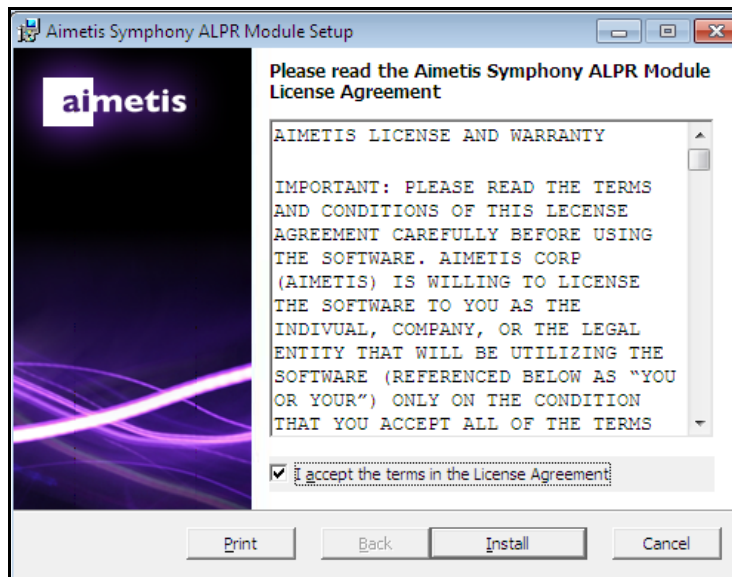 Aimetis Symphony ALPR Module Setup
aimetis
Please read the Aimetis Symphony ALPR Module
License Agreement
AIMETIS LICENSE AND WARRANTY
IMPORTANT: PLEASE READ THE TERMS
AND CONDITIONS OF THIS LECENSE
AGREEMENT CAREFULLY BEFORE USING
THE SOFTWARE. AIMETIS CORP
(AIMETIS) IS WILLING TO LICENSE
THE SOFTWARE TO YOU AS THE
INDIVUAL, COMPANY, OR THE LEGAL
ENTITY THAT WILL BE UTILIZING THE
SOFTWARE (REFERENCED BELOW AS “YOU
OR YOUR”) ONLY ON THE CONDITION
THAT YOU ACCEPT ALL OF THE TERMS
I accept the terms in the License Agreement
Print Back Install Cancel